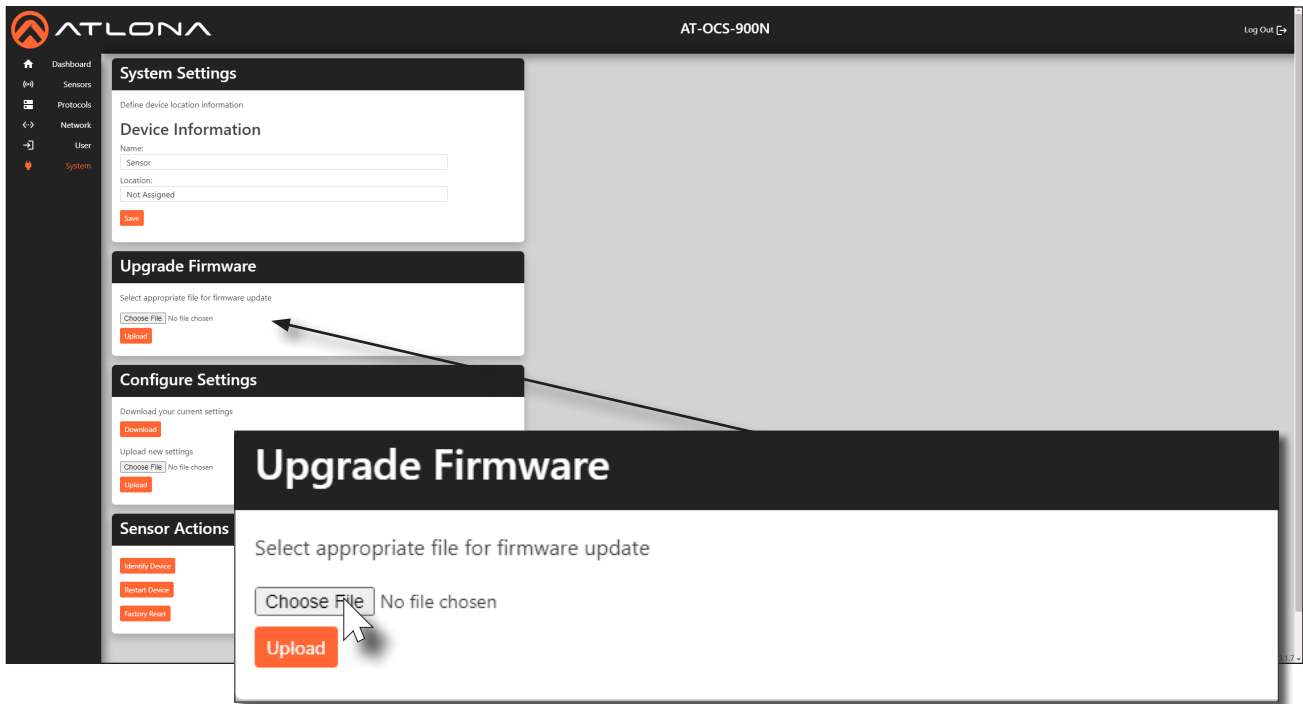 ATLONA
AT-OCS-900N
Log Out
Dashboard
Sensors
Protocols
Network
User
System
System Settings
Define device location information
Device Information
Name:
Sensor
Location:
Not Assigned
Save
Upgrade Firmware
Select appropriate file for firmware update
Choose File No file chosen
Upload
Configure Settings
Download your current settings
Download
Upload new settings
Choose File No file chosen
Upload
Sensor Actions
Identify Device
Restart Device
Factory Reset
Upgrade Firmware
Select appropriate file for firmware update
Choose File No file chosen
Upload